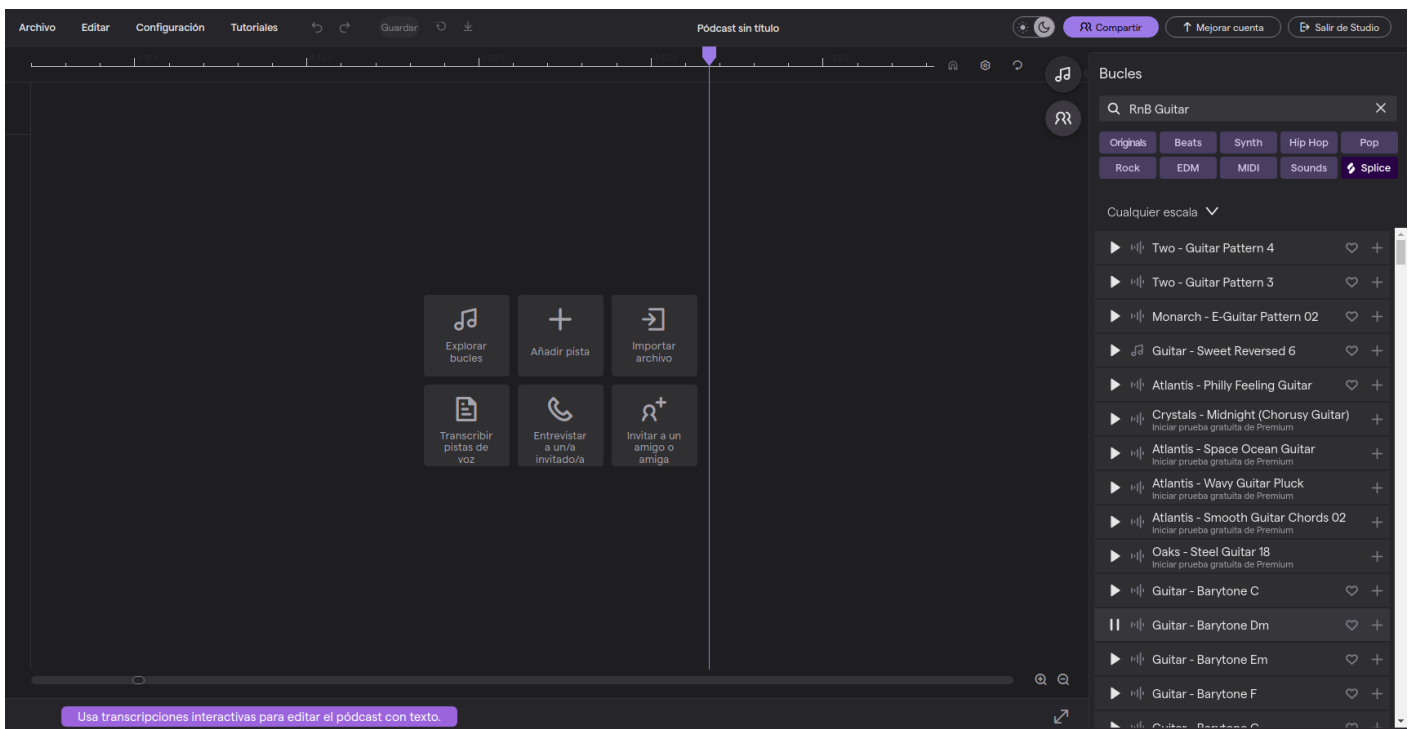 Archivo Editar Configuración Tutoriales Guardar Pódcast sin título Compartir Mejorar cuenta Salir de Studio
Bucles
RnB Guitar
Originals Beats Synth Hip Hop Pop
Rock EDM MIDI Sounds Splice
Cualquier escala
Two - Guitar Pattern 4
Two - Guitar Pattern 3
Monarch - E-Guitar Pattern 02
Guitar - Sweet Reversed 6
Atlantis - Philly Feeling Guitar
Crystals - Midnight (Chorusy Guitar)
Iniciar prueba gratuita de Premium
Atlantis - Space Ocean Guitar
Iniciar prueba gratuita de Premium
Atlantis - Wavy Guitar Pluck
Iniciar prueba gratuita de Premium
Atlantis - Smooth Guitar Chords 02
Iniciar prueba gratuita de Premium
Oaks - Steel Guitar 18
Iniciar prueba gratuita de Premium
Guitar - Barytone C
Guitar - Barytone Dm
Guitar - Barytone Em
Guitar - Barytone F
Explorar
bucles
Añadir pista
Importar
archivo
Transcribir
pistas de
voz
Entrevistar
a un/a
invitado/a
Invitar a un
amigo o
amiga
Usa transcripciones interactivas para editar el pódcast con texto.